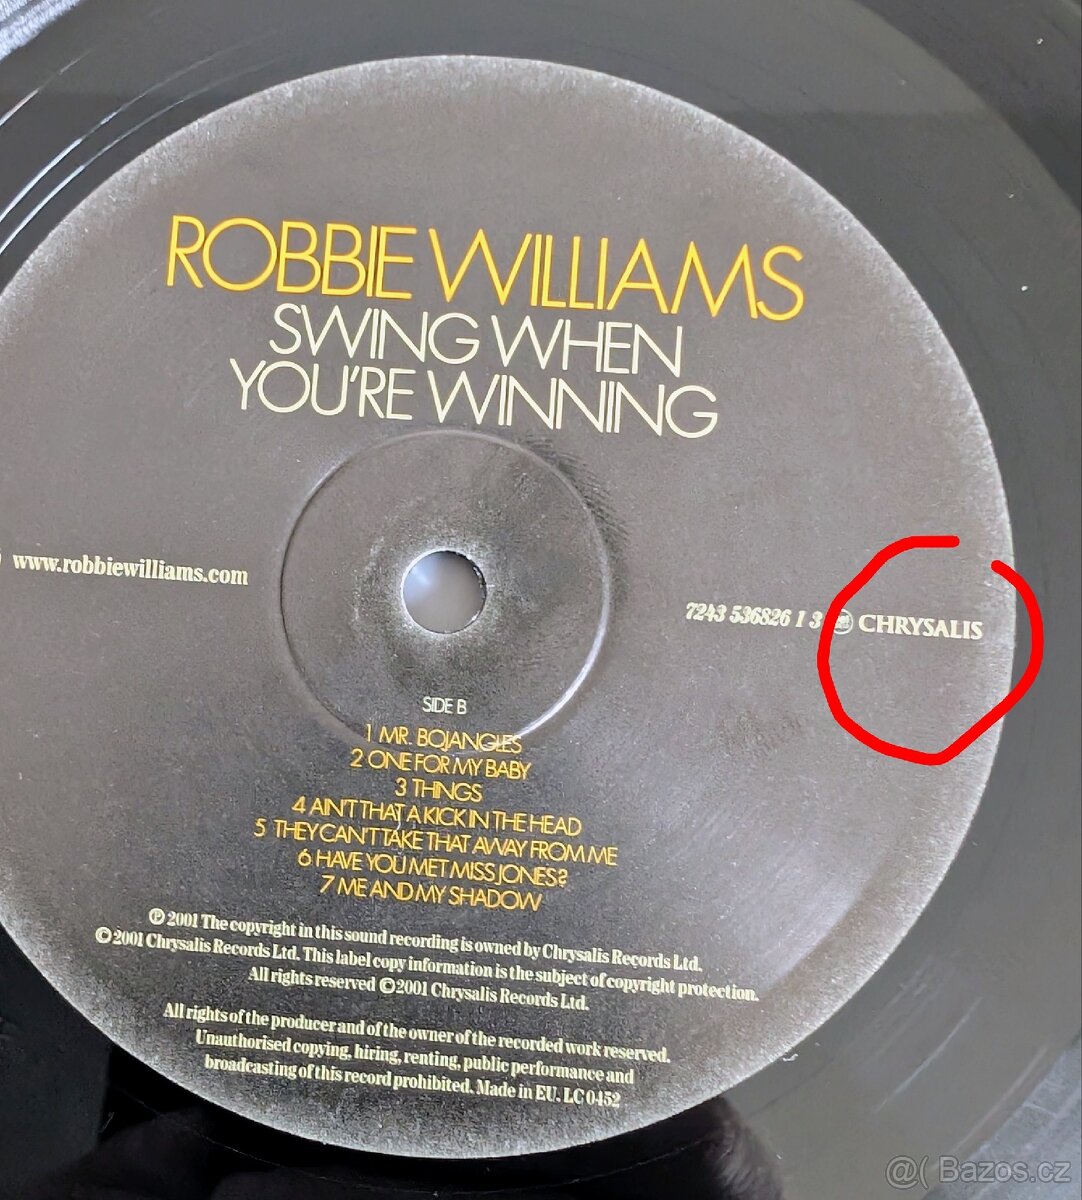 ROBBIE WILLIAMS
SWING WHEN
YOU'RE WINNING
www.robbiewilliams.com
7243 536826 1 3 CHRYSALIS
SIDE B
1 MR. BOJANGLES
2 ONE FOR MY BABY
3 THINGS
4 AIN'T THAT A KICK IN THE HEAD
5 THEY CAN'T TAKE THAT AWAY FROM ME
6 HAVE YOU MET MISS JONES?
7 ME AND MY SHADOW
℗ 2001 The copyright in this sound recording is owned by Chrysalis Records Ltd.
© 2001 Chrysalis Records Ltd. This label copy information is the subject of copyright protection.
All rights reserved © 2001 Chrysalis Records Ltd.
All rights of the producer and of the owner of the recorded work reserved.
Unauthorised copying, hiring, renting, public performance and
broadcasting of this record prohibited. Made in EU. LC 0452
@( Bazos.cz